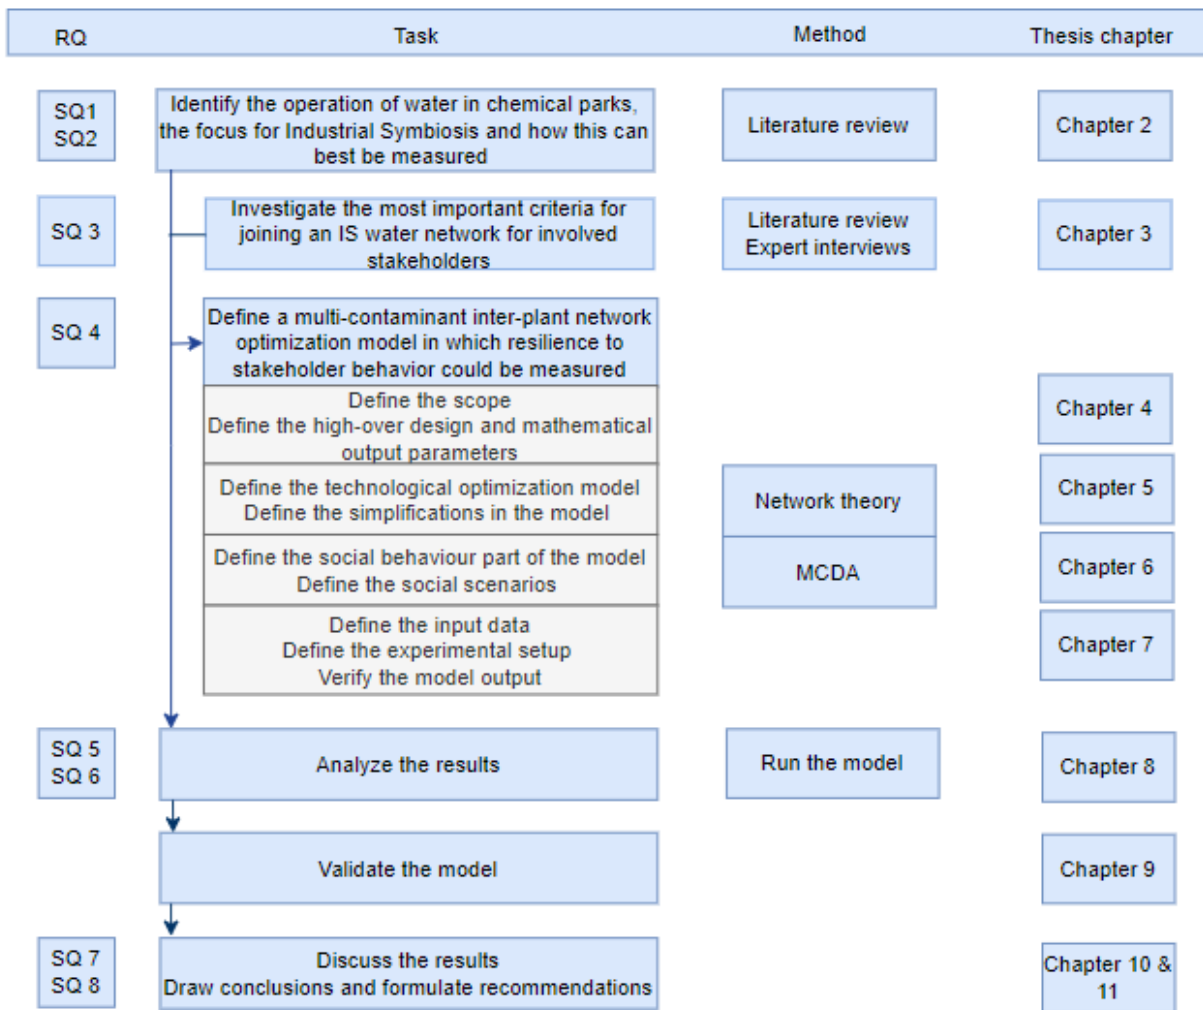 RQ
Task
Method
Thesis chapter
SQ1
SQ2
Identify the operation of water in chemical parks,
the focus for Industrial Symbiosis and how this can
best be measured
Literature review
Chapter 2
SQ 3
Investigate the most important criteria for
joining an IS water network for involved
stakeholders
Literature review
Expert interviews
Chapter 3
SQ 4
Define a multi-contaminant inter-plant network
optimization model in which resilience to
stakeholder behavior could be measured
Define the scope
Define the high-over design and mathematical
output parameters
Chapter 4
Define the technological optimization model
Define the simplifications in the model
Network theory
Chapter 5
Define the social behaviour part of the model
Define the social scenarios
MCDA
Chapter 6
Define the input data
Define the experimental setup
Verify the model output
Chapter 7
SQ 5
SQ 6
Analyze the results
Run the model
Chapter 8
Validate the model
Chapter 9
SQ 7
SQ 8
Discuss the results
Draw conclusions and formulate recommendations
Chapter 10 &
11